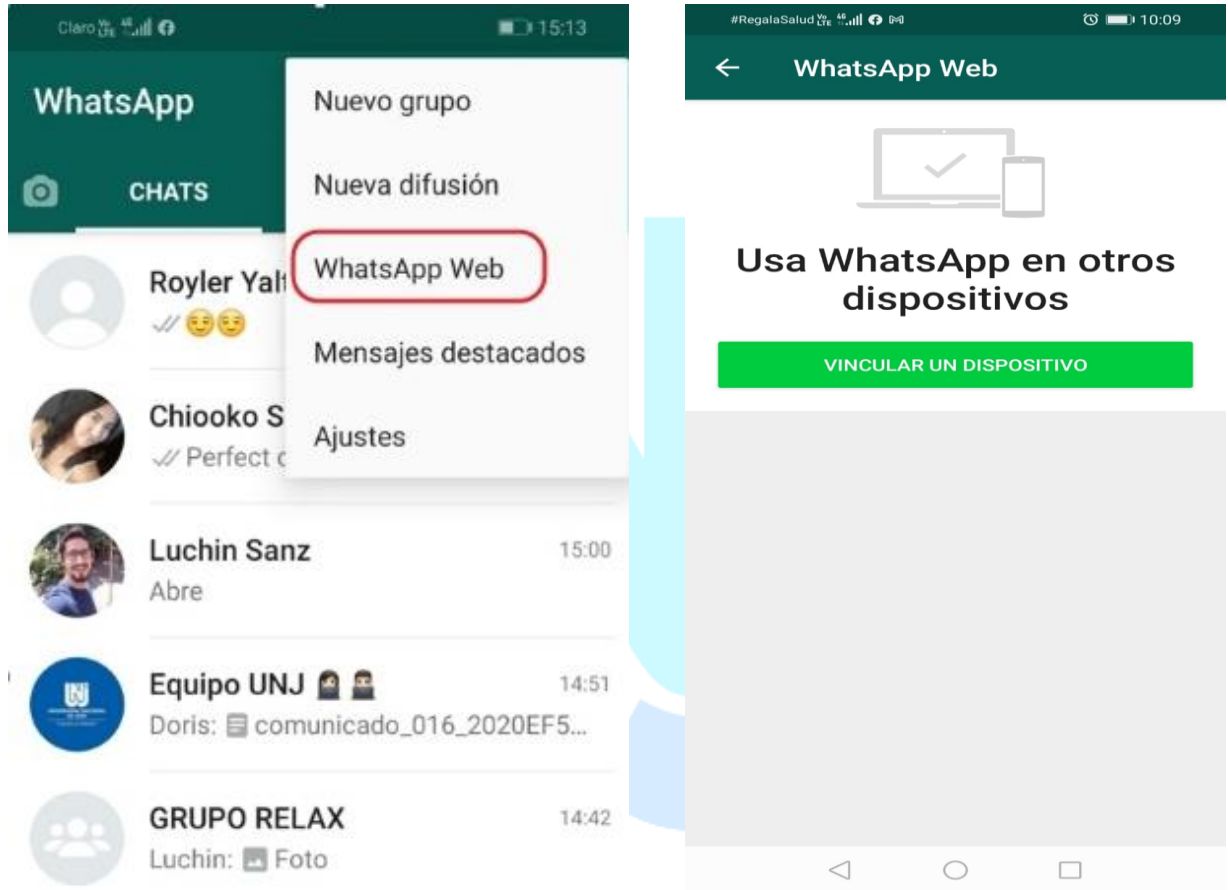 Claro 15:13
WhatsApp
CHATS
Nuevo grupo
Nueva difusión
WhatsApp Web
Mensajes destacados
Ajustes
Royler
😏😏
Chiooko S
Perfect
Luchin Sanz 15:00
Abre
Equipo UNJ 14:51
Doris: comunicado_016_2020EF5...
GRUPO RELAX 14:42
Luchin: Foto
#RegalaSalud 10:09
WhatsApp Web
Usa WhatsApp en otros
dispositivos
VINCULAR UN DISPOSITIVO